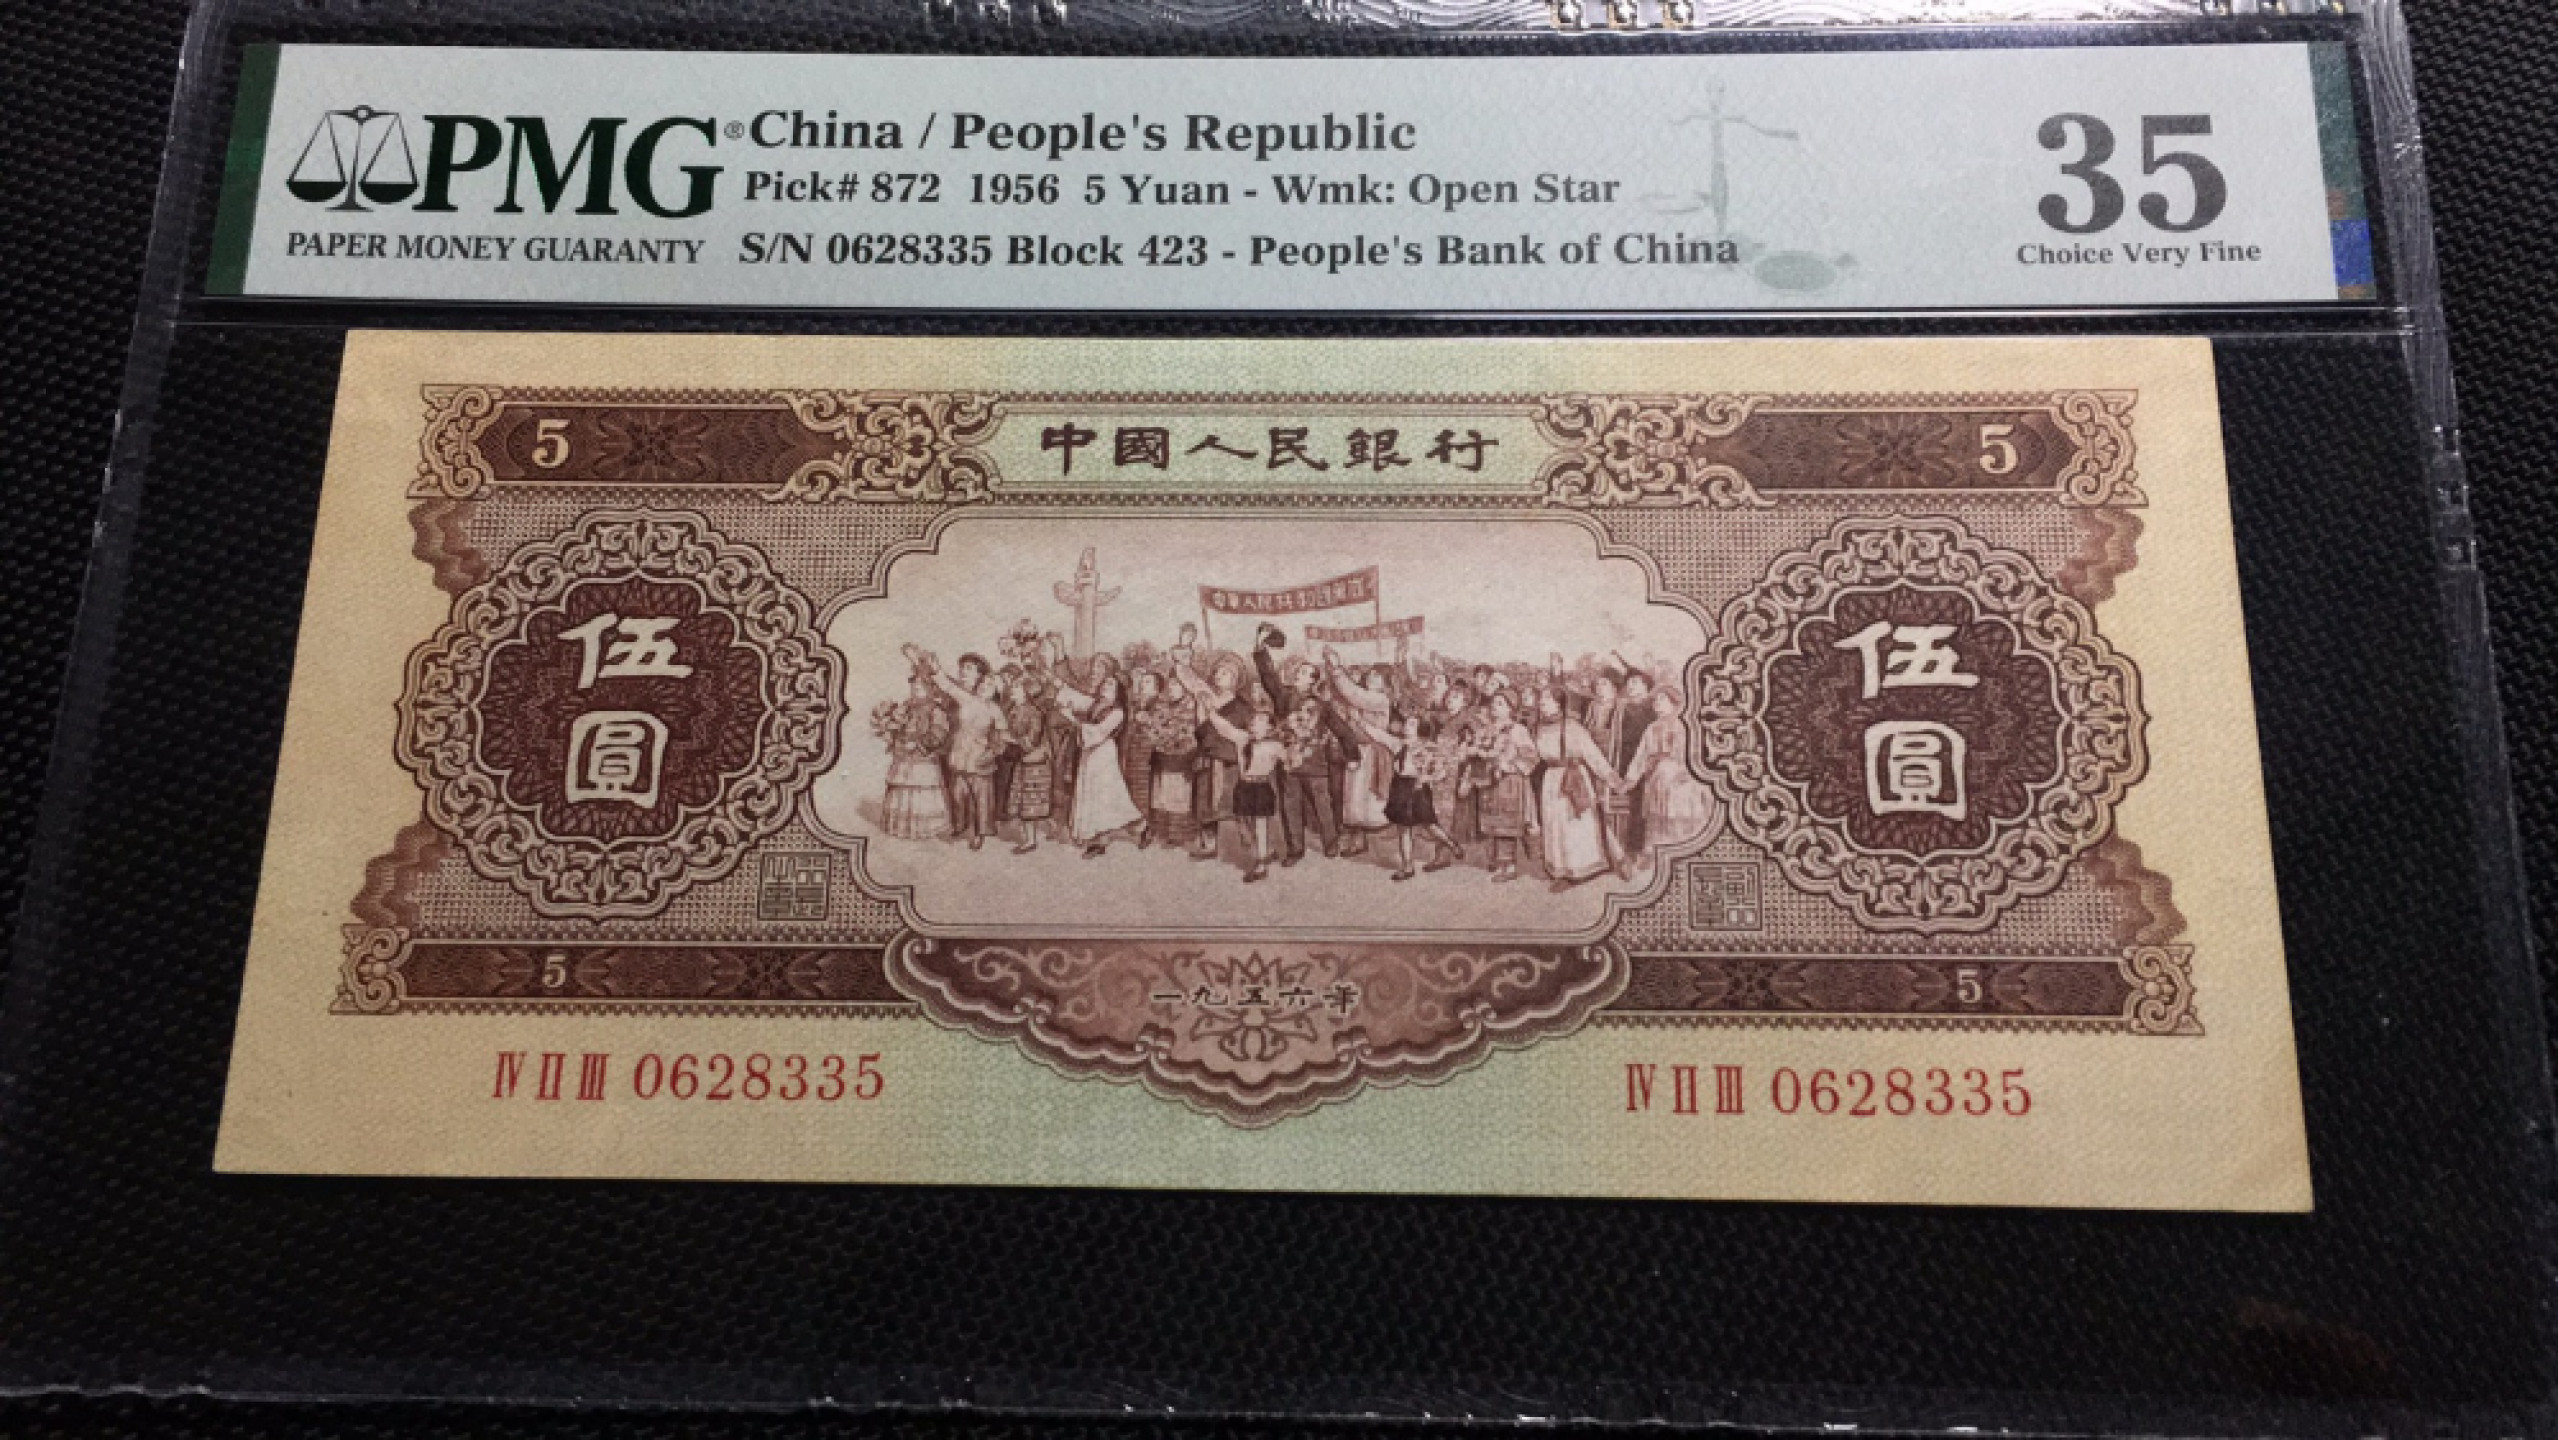 PMG® China / People's Republic
Pick# 872 1956 5 Yuan - Wmk: Open Star
PAPER MONEY GUARANTY S/N 0628335 Block 423 - People's Bank of China
35
Choice Very Fine
5 中國人民銀行 5
伍圓 伍圓
5 一九五六年 5
Ⅳ Ⅱ Ⅲ 0628335 Ⅳ Ⅱ Ⅲ 0628335